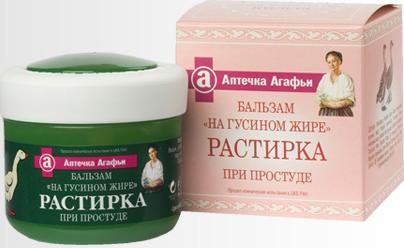 а Аптечка Агафьи
БАЛЬЗАМ
«НА ГУСИНОМ ЖИРЕ»
РАСТИРКА
ПРИ ПРОСТУДЕ
а Аптечка Агафьи
БАЛЬЗАМ
«НА ГУСИНОМ ЖИРЕ»
РАСТИРКА
ПРИ ПРОСТУДЕ